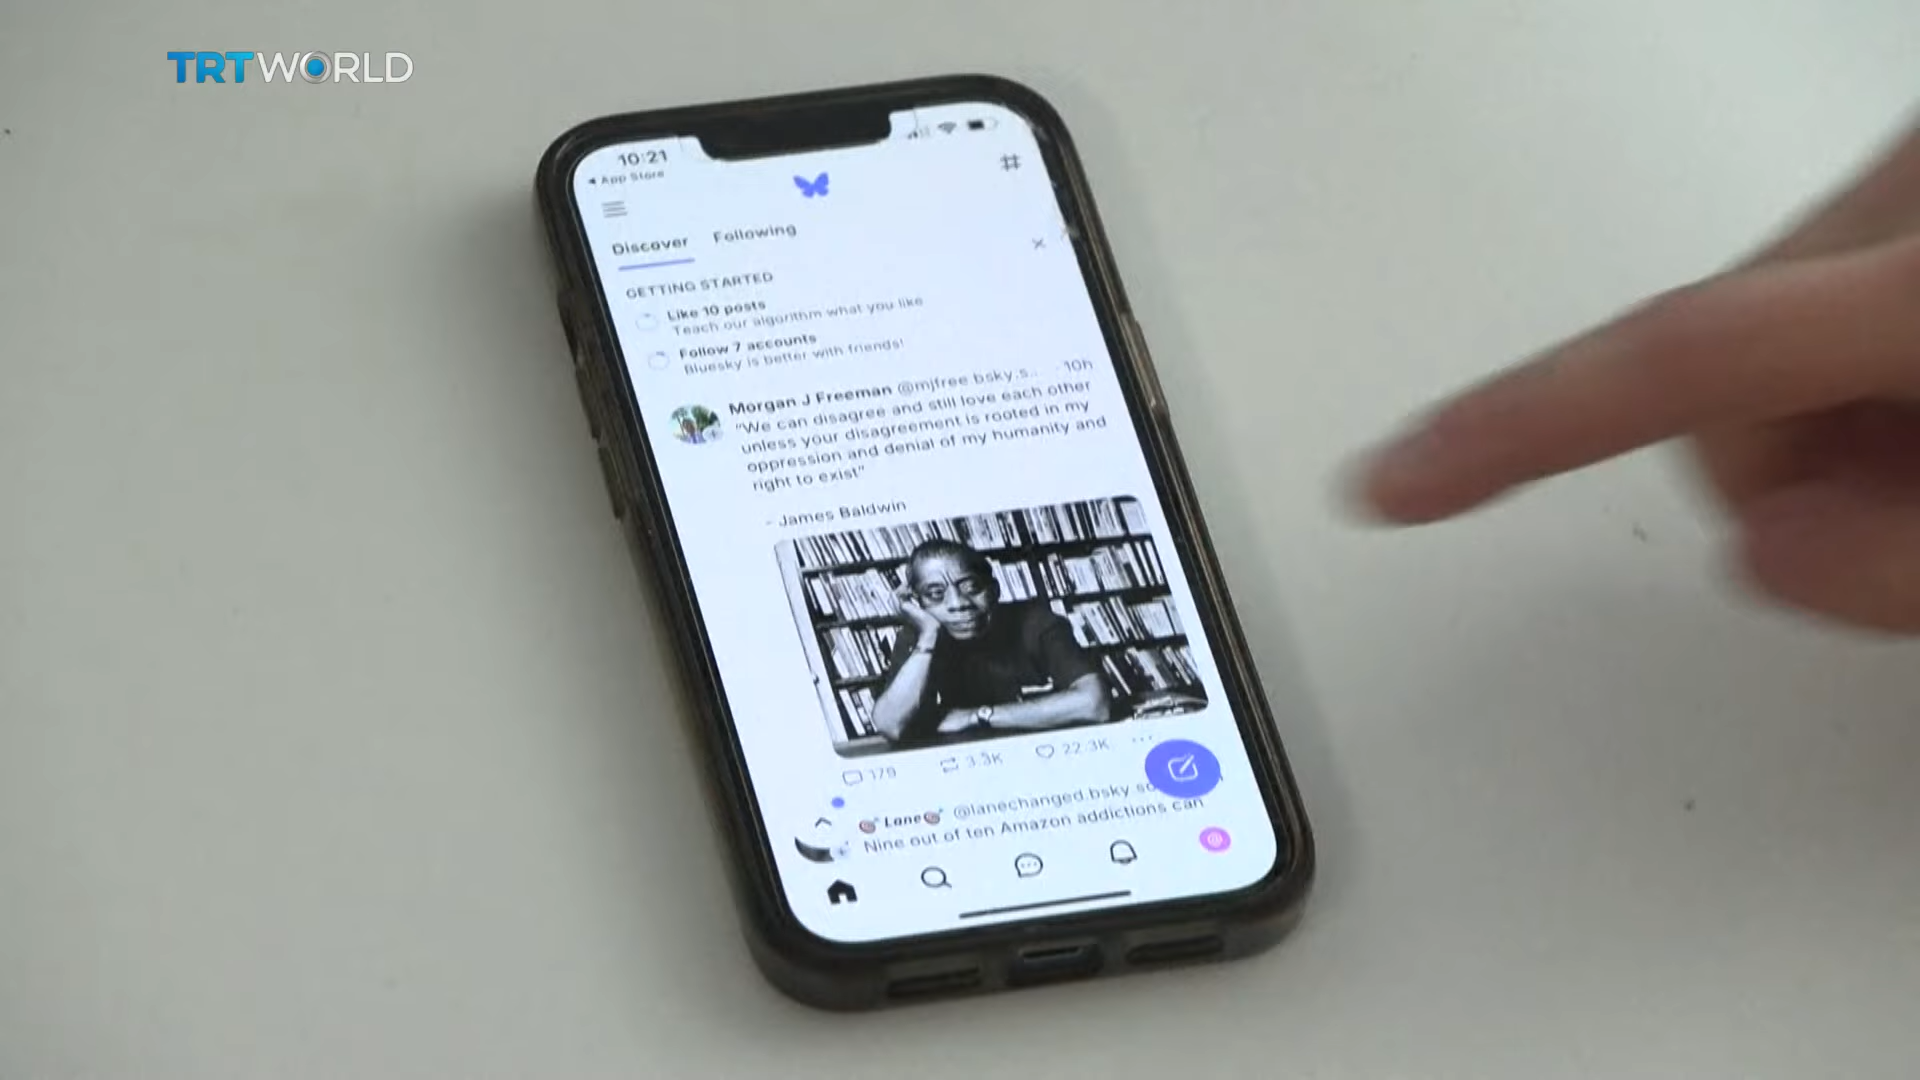 TRT WORLD
10:21
App Store
Discover Following
GETTING STARTED
Like 10 posts
Teach our algorithm what you like
Follow 7 accounts
Bluesky is better with friends!
Morgan J Freeman @mjfree.bsky.s... · 10h
"We can disagree and still love each other
unless your disagreement is rooted in my
oppression and denial of my humanity and
right to exist"
- James Baldwin
179 3.3K 22.3K
Lane @lanechanged.bsky.so
Nine out of ten Amazon addictions can